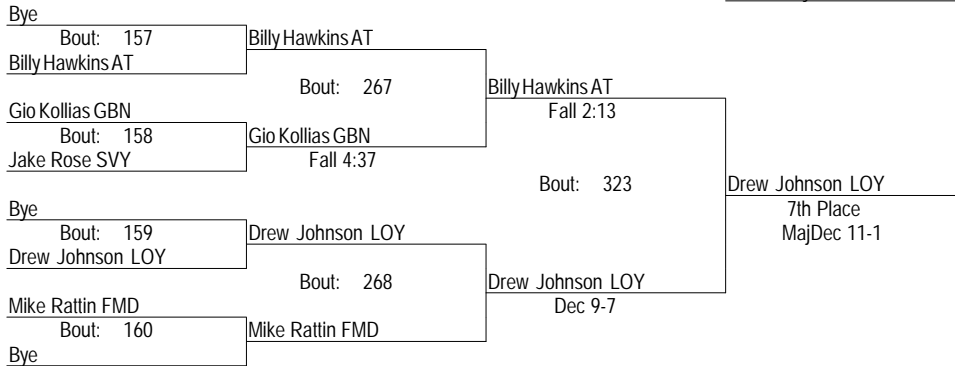 Bye
Bout: 157
Billy Hawkins AT
Billy Hawkins AT
Bout: 267
Billy Hawkins AT
Fall 2:13
Gio Kollias GBN
Bout: 158
Gio Kollias GBN
Jake Rose SVY
Fall 4:37
Bout: 323
Drew Johnson LOY
7th Place
MajDec 11-1
Bye
Bout: 159
Drew Johnson LOY
Drew Johnson LOY
Bout: 268
Drew Johnson LOY
Dec 9-7
Mike Rattin FMD
Bout: 160
Mike Rattin FMD
Bye